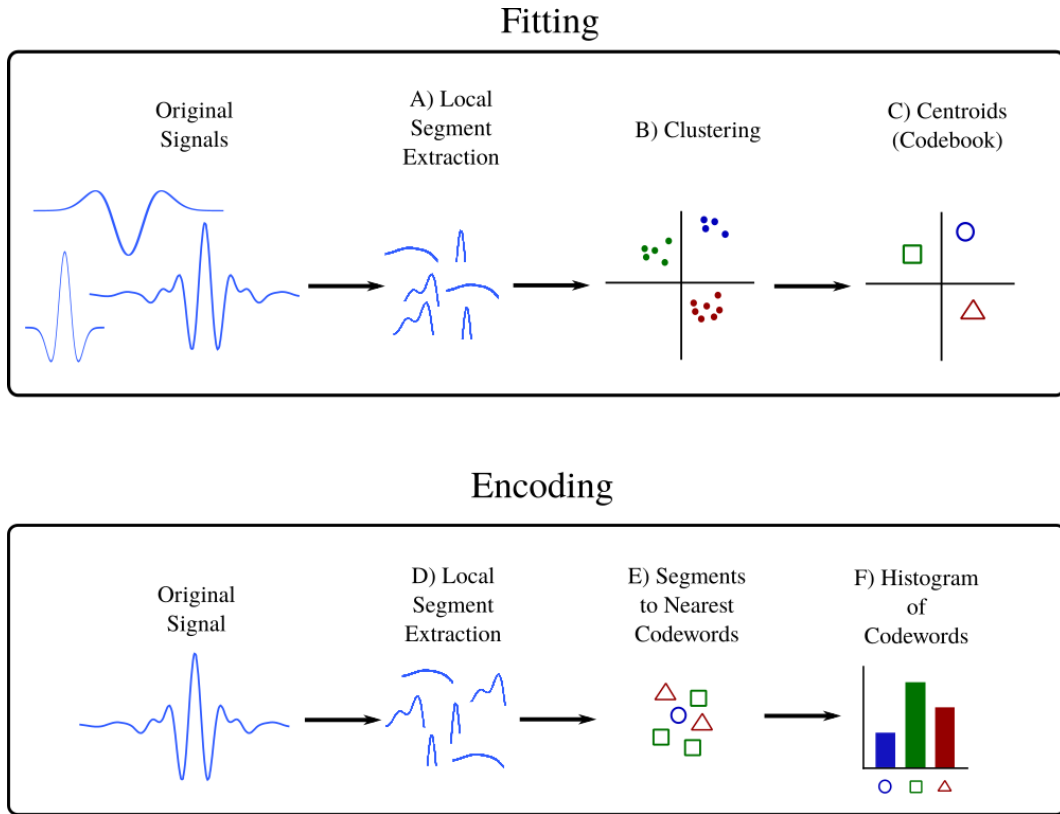 Fitting
Original
Signals
A) Local
Segment
Extraction
B) Clustering
C) Centroids
(Codebook)
Encoding
Original
Signal
D) Local
Segment
Extraction
E) Segments
to Nearest
Codewords
F) Histogram
of
Codewords